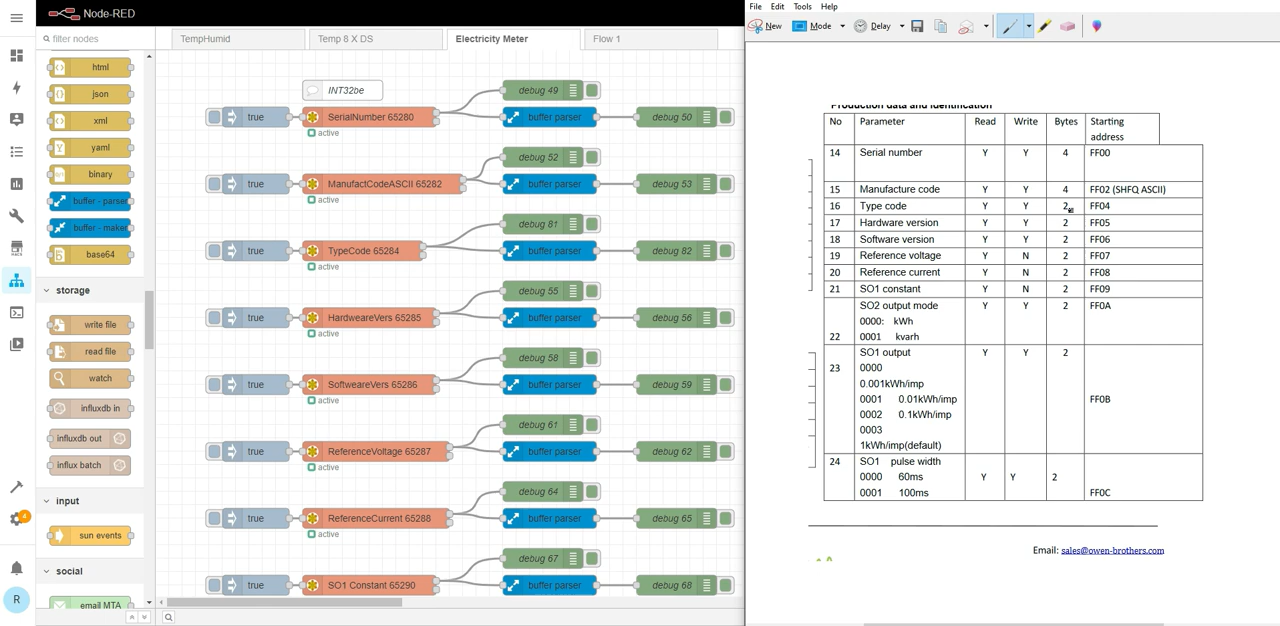 Node-RED
File Edit Tools Help
New Mode Delay
filter nodes
TempHumid
Temp 8 X DS
Electricity Meter
Flow 1
html
json
xml
yaml
binary
buffer - parser
buffer - maker
base64
storage
write file
read file
watch
influxdb in
influxdb out
influx batch
input
sun events
social
email MTA
HACS
4
R
INT32be
debug 49
true
SerialNumber 65280
buffer parser
debug 50
active
debug 52
true
ManufactCodeASCII 65282
buffer parser
debug 53
active
debug 81
true
TypeCode 65284
buffer parser
debug 82
active
debug 55
true
HardweareVers 65285
buffer parser
debug 56
active
debug 58
true
SoftweareVers 65286
buffer parser
debug 59
active
debug 61
true
ReferenceVoltage 65287
buffer parser
debug 62
active
debug 64
true
ReferenceCurrent 65288
buffer parser
debug 65
active
debug 67
true
SO1 Constant 65290
buffer parser
debug 68
Production data and identification
No Parameter Read Write Bytes Starting
address
14 Serial number Y Y 4 FF00
15 Manufacture code Y Y 4 FF02 (SHFQ ASCII)
16 Type code Y Y 2 FF04
17 Hardware version Y Y 2 FF05
18 Software version Y Y 2 FF06
19 Reference voltage Y N 2 FF07
20 Reference current Y N 2 FF08
21 SO1 constant Y N 2 FF09
SO2 output mode Y Y 2 FF0A
0000: kWh
22 0001 kvarh
SO1 output Y Y 2
23 0000
0.001kWh/imp
0001 0.01kWh/imp FF0B
0002 0.1kWh/imp
0003
1kWh/imp(default)
24 SO1 pulse width
0000 60ms Y Y 2
0001 100ms FF0C
Email: sales@owen-brothers.com